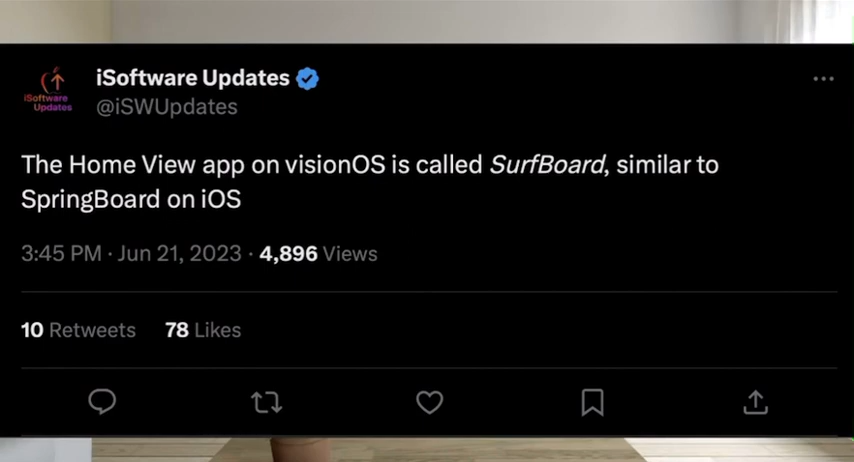 iSoftware Updates
iSoftware
Updates
@iSWUpdates
The Home View app on visionOS is called SurfBoard, similar to
SpringBoard on iOS
3:45 PM · Jun 21, 2023 · 4,896 Views
10 Retweets 78 Likes